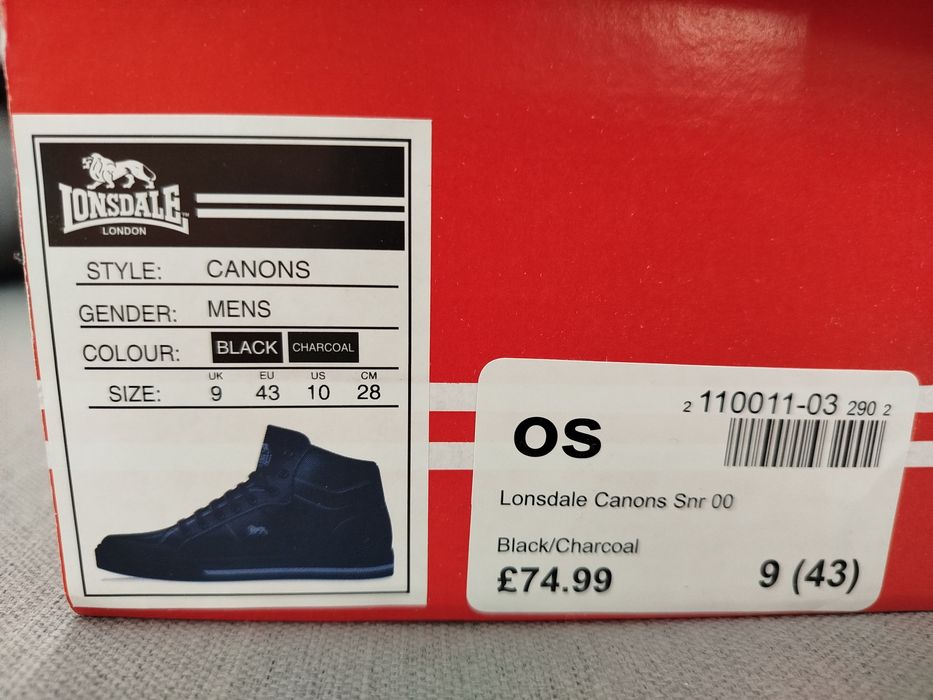 LONSDALE™
LONDON
STYLE: CANONS
GENDER: MENS
COLOUR: BLACK CHARCOAL
UK EU US CM
SIZE: 9 43 10 28
OS
2 110011-03 290 2
Lonsdale Canons Snr 00
Black/Charcoal
£74.99 9 (43)